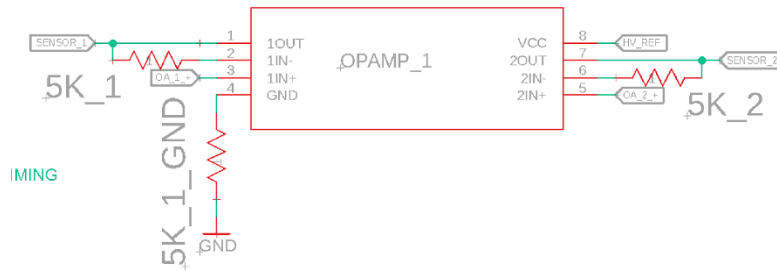 SENSOR_1
1
1OUT
2
1IN-
OA_1_+
3
1IN+
4
GND
5K_1
5K_1_GND
GND
OPAMP_1
VCC
8
HV_REF
2OUT
7
SENSOR_2
2IN-
6
2IN+
5
OA_2_+
5K_2
IMING